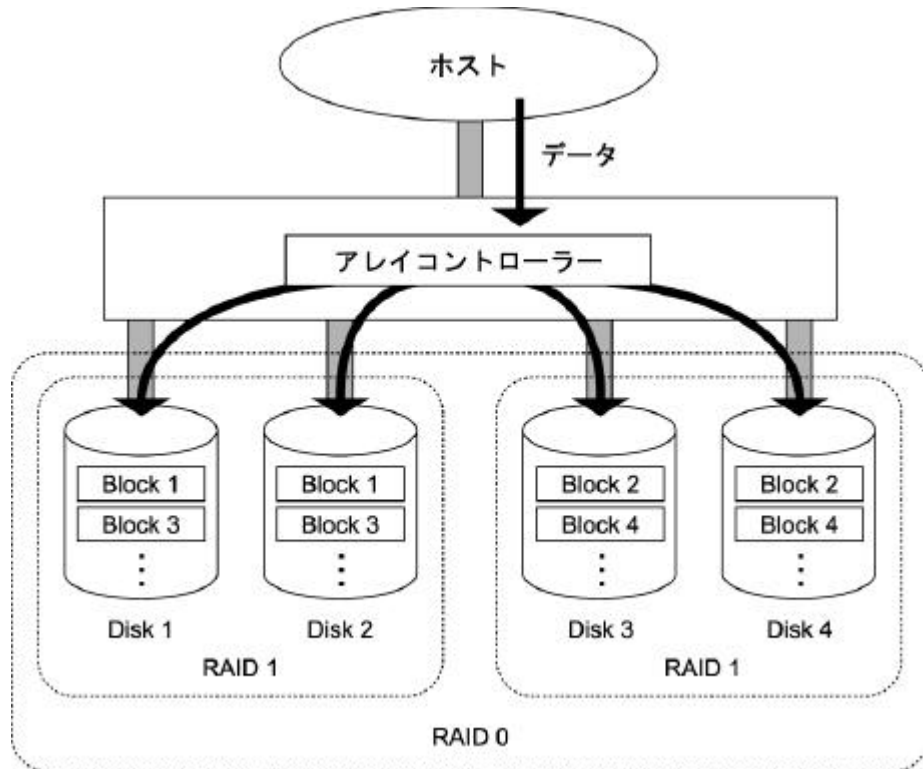 ホスト
データ
アレイコントローラー
Block 1
Block 3
Block 1
Block 3
Block 2
Block 4
Block 2
Block 4
Disk 1
Disk 2
Disk 3
Disk 4
RAID 1
RAID 1
RAID 0